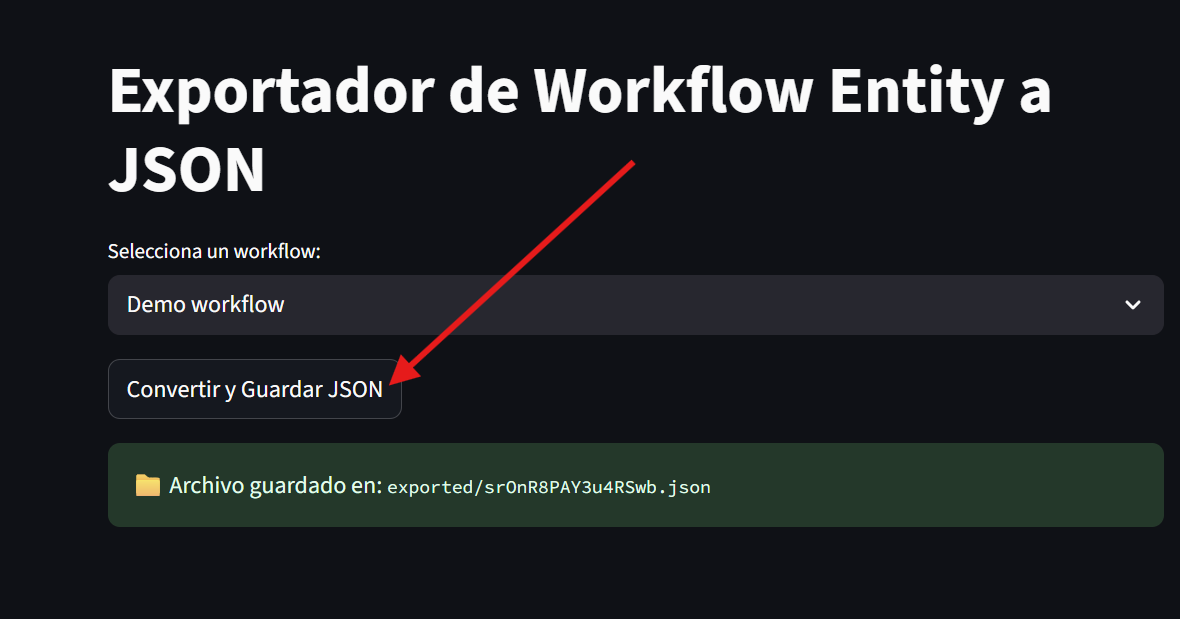 Exportador de Workflow Entity a
JSON
Selecciona un workflow:
Demo workflow
Convertir y Guardar JSON
Archivo guardado en: exported/srOnR8PAY3u4RSwb.json